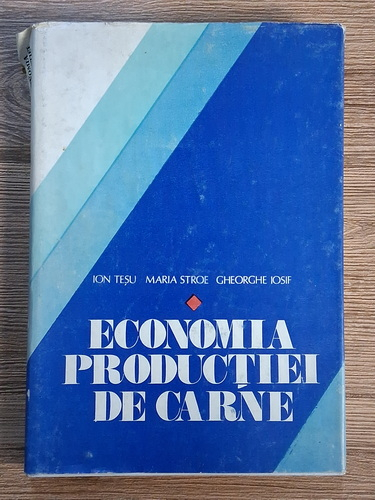 ION TEȘU MARIA STROE GHEORGHE IOSIF
ECONOMIA
PRODUCȚIEI
DE CARNE